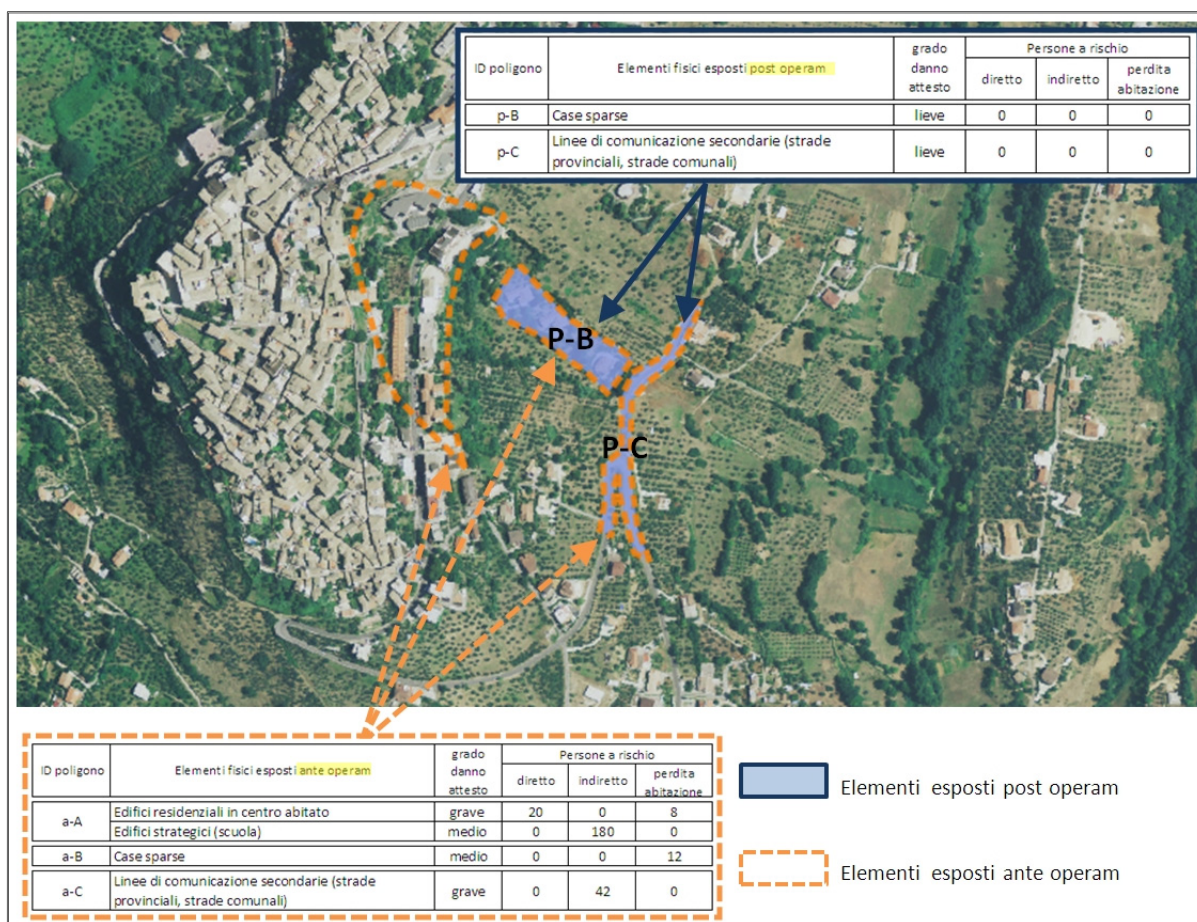 ID poligono Elementi fisici esposti post operam grado danno attesto Persone a rischio
diretto indiretto perdita abitazione
p-B Case sparse lieve 0 0 0
p-C Linee di comunicazione secondarie (strade provinciali, strade comunali) lieve 0 0 0
P-B
P-C
ID poligono Elementi fisici esposti ante operam grado danno attesto Persone a rischio
diretto indiretto perdita abitazione
a-A Edifici residenziali in centro abitato grave 20 0 8
Edifici strategici (scuola) medio 0 180 0
a-B Case sparse medio 0 0 12
a-C Linee di comunicazione secondarie (strade provinciali, strade comunali) grave 0 42 0
Elementi esposti post operam
Elementi esposti ante operam